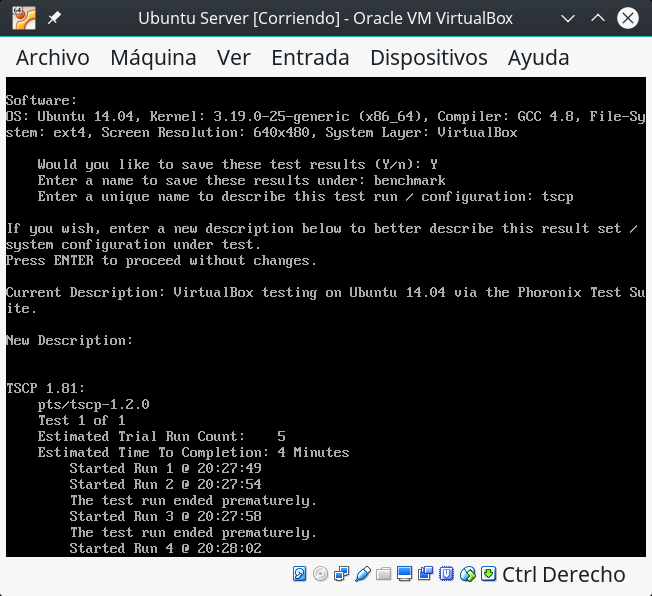 Ubuntu Server [Corriendo] - Oracle VM VirtualBox
Archivo Máquina Ver Entrada Dispositivos Ayuda
Software:
OS: Ubuntu 14.04, Kernel: 3.19.0-25-generic (x86_64), Compiler: GCC 4.8, File-Sy
stem: ext4, Screen Resolution: 640x480, System Layer: VirtualBox
Would you like to save these test results (Y/n): Y
Enter a name to save these results under: benchmark
Enter a unique name to describe this test run / configuration: tscp
If you wish, enter a new description below to better describe this result set /
system configuration under test.
Press ENTER to proceed without changes.
Current Description: VirtualBox testing on Ubuntu 14.04 via the Phoronix Test Su
ite.
New Description:
TSCP 1.81:
pts/tscp-1.2.0
Test 1 of 1
Estimated Trial Run Count: 5
Estimated Time To Completion: 4 Minutes
Started Run 1 @ 20:27:49
Started Run 2 @ 20:27:54
The test run ended prematurely.
Started Run 3 @ 20:27:58
The test run ended prematurely.
Started Run 4 @ 20:28:02
Ctrl Derecho